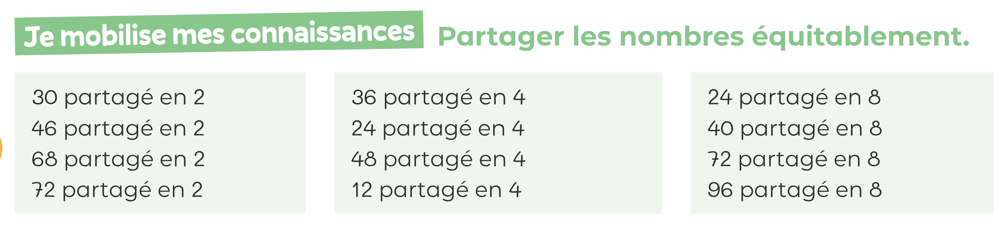 Je mobilise mes connaissances Partager les nombres équitablement.
30 partagé en 2
46 partagé en 2
68 partagé en 2
72 partagé en 2
36 partagé en 4
24 partagé en 4
48 partagé en 4
12 partagé en 4
24 partagé en 8
40 partagé en 8
72 partagé en 8
96 partagé en 8